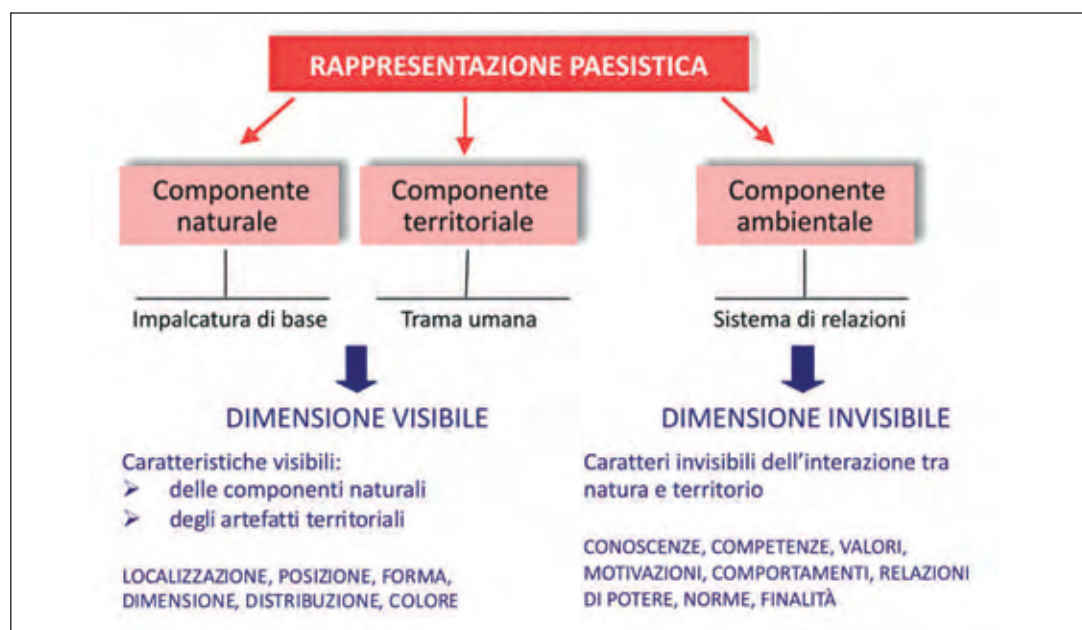 RAPPRESENTAZIONE PAESISTICA
Componente
naturale
Componente
territoriale
Componente
ambientale
Impalcatura di base
Trama umana
Sistema di relazioni
DIMENSIONE VISIBILE
Caratteristiche visibili:
➢ delle componenti naturali
➢ degli artefatti territoriali
LOCALIZZAZIONE, POSIZIONE, FORMA,
DIMENSIONE, DISTRIBUZIONE, COLORE
DIMENSIONE INVISIBILE
Caratteri invisibili dell'interazione tra
natura e territorio
CONOSCENZE, COMPETENZE, VALORI,
MOTIVAZIONI, COMPORTAMENTI, RELAZIONI
DI POTERE, NORME, FINALITÀ